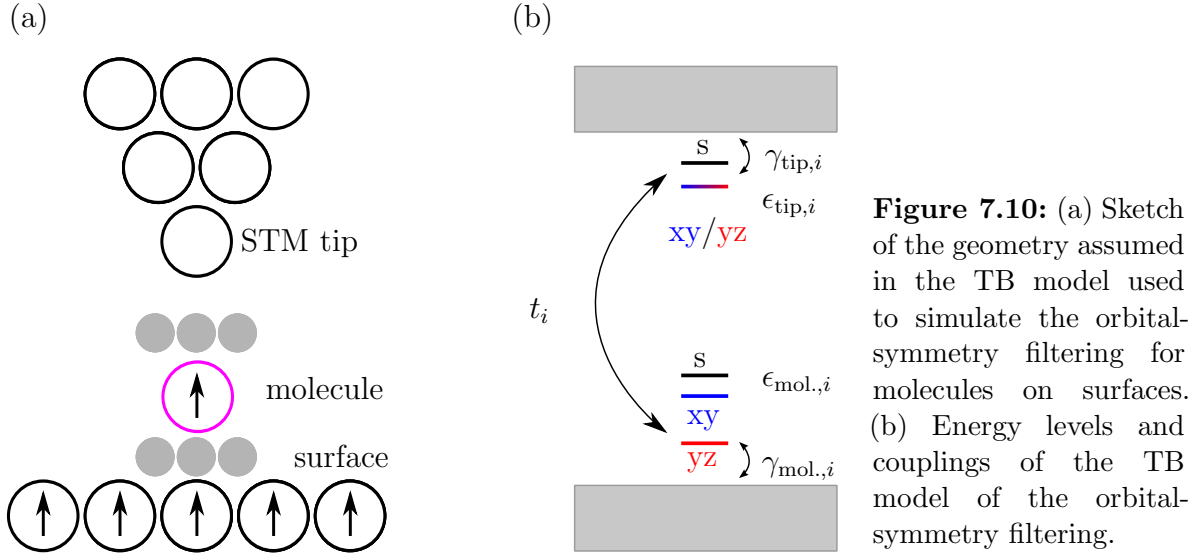 (a)
STM tip
molecule
surface
(b)
s
γtip,i
ϵtip,i
xy/yz
ti
s
ϵmol.,i
xy
yz
γmol.,i
Figure 7.10: (a) Sketch
of the geometry assumed
in the TB model used
to simulate the orbital-
symmetry filtering for
molecules on surfaces.
(b) Energy levels and
couplings of the TB
model of the orbital-
symmetry filtering.